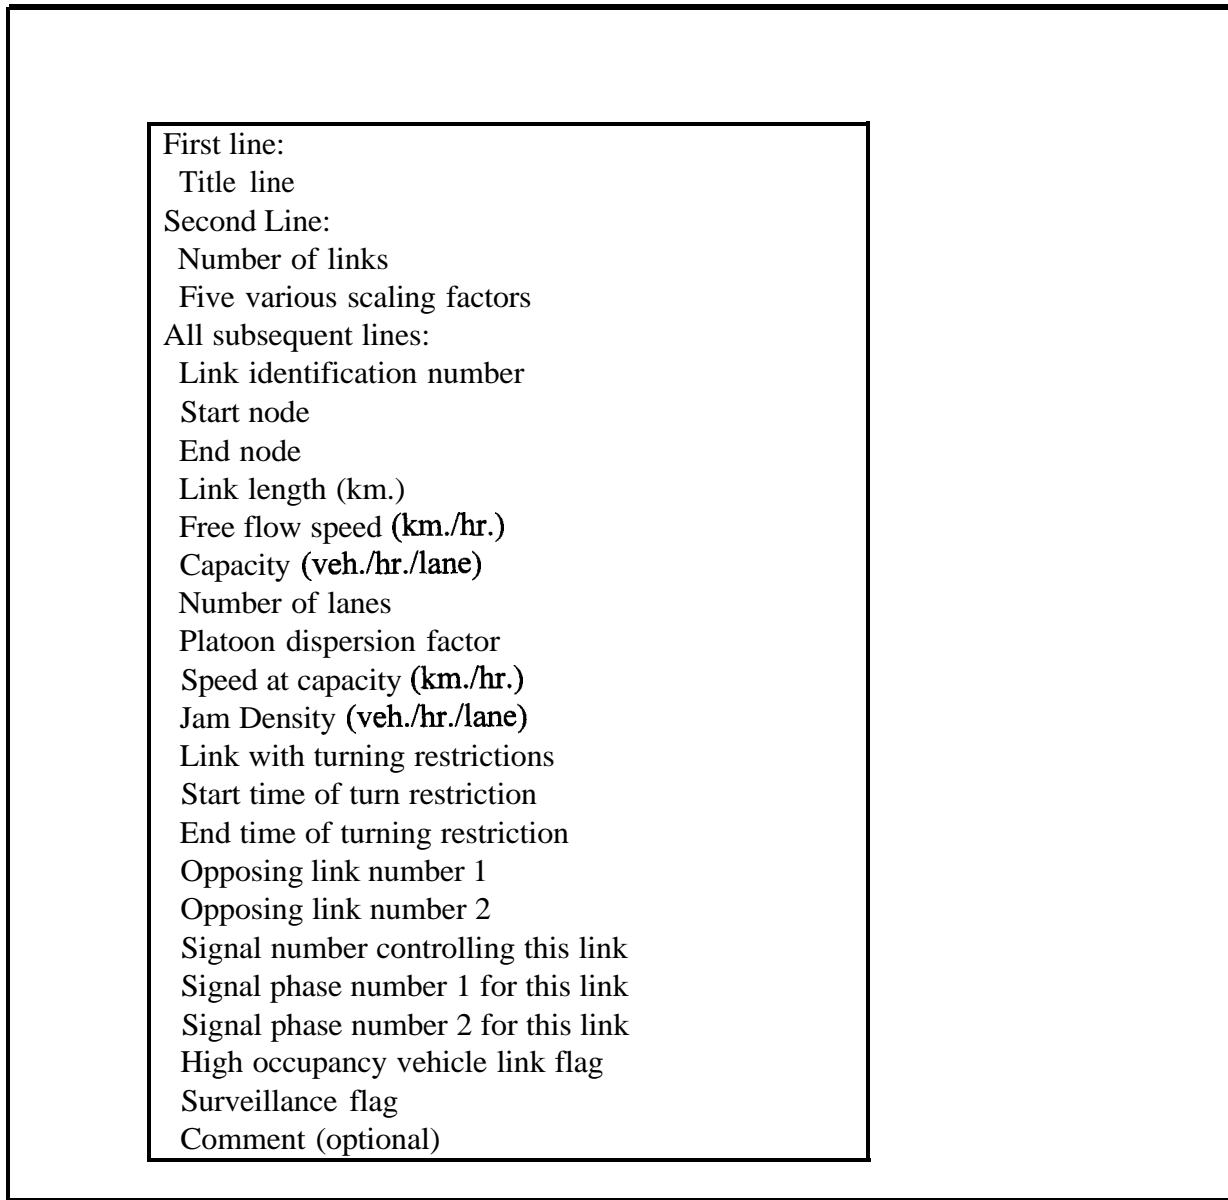 First line:
Title line
Second Line:
Number of links
Five various scaling factors
All subsequent lines:
Link identification number
Start node
End node
Link length (km.)
Free flow speed (km./hr.)
Capacity (veh./hr./lane)
Number of lanes
Platoon dispersion factor
Speed at capacity (km./hr.)
Jam Density (veh./hr./lane)
Link with turning restrictions
Start time of turn restriction
End time of turning restriction
Opposing link number 1
Opposing link number 2
Signal number controlling this link
Signal phase number 1 for this link
Signal phase number 2 for this link
High occupancy vehicle link flag
Surveillance flag
Comment (optional)